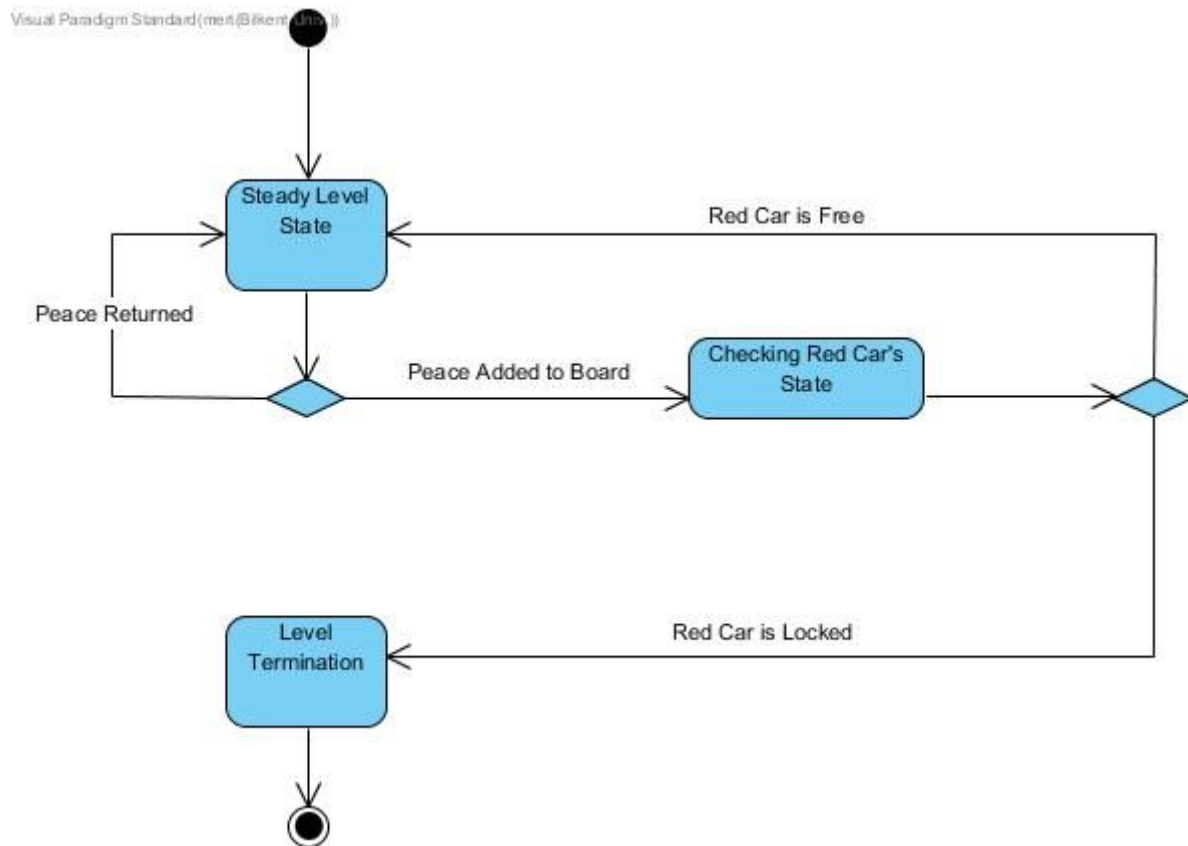 Visual Paradigm Standard(mert(Bilkent Univ.))
Steady Level
State
Red Car is Free
Peace Returned
Checking Red Car's
State
Peace Added to Board
Level
Termination
Red Car is Locked